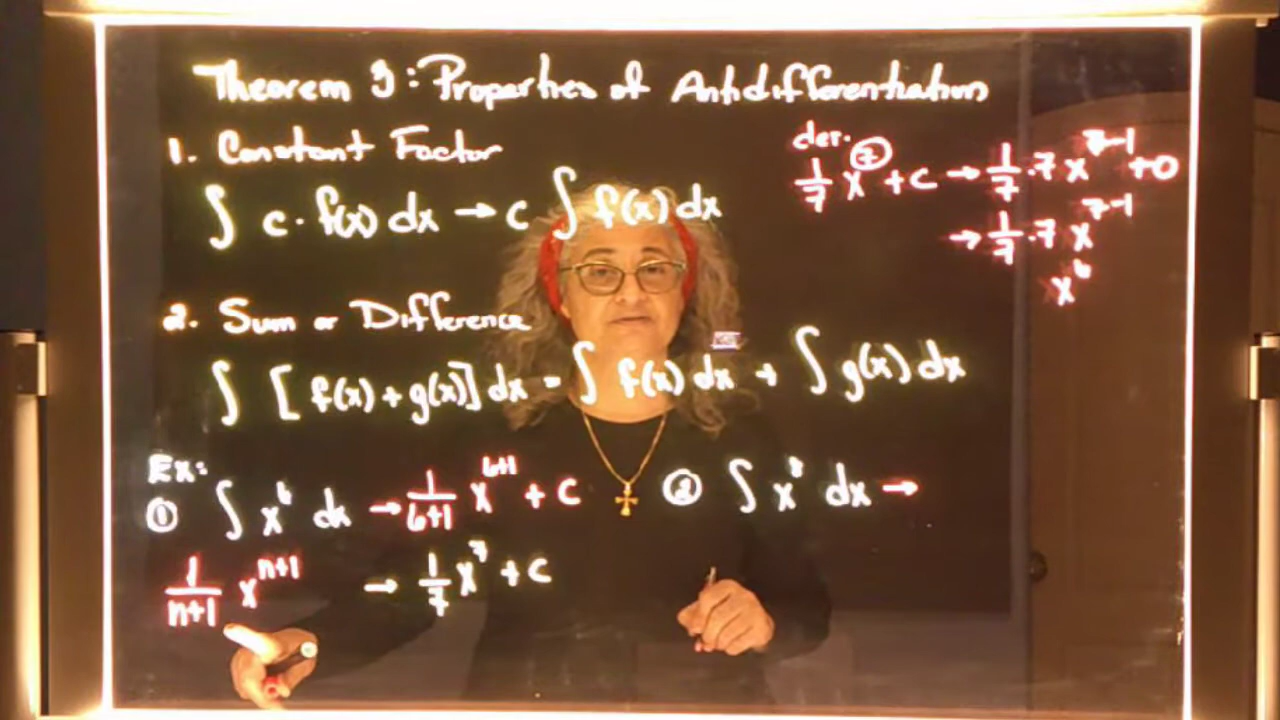 Theorem 3: Properties of Antidifferentiation
1. Constant Factor
∫ c · f(x) dx → c ∫ f(x) dx
der.
1/7 x^7 + c → 1/7 · 7 x^(7-1) + 0
→ 1/7 · 7 x^(7-1)
x^6
2. Sum or Difference
∫ [f(x) + g(x)] dx = ∫ f(x) dx + ∫ g(x) dx
Ex:
① ∫ x^6 dx → 1/(6+1) x^(6+1) + c
1/(n+1) x^(n+1) → 1/7 x^7 + c
② ∫ x^8 dx →